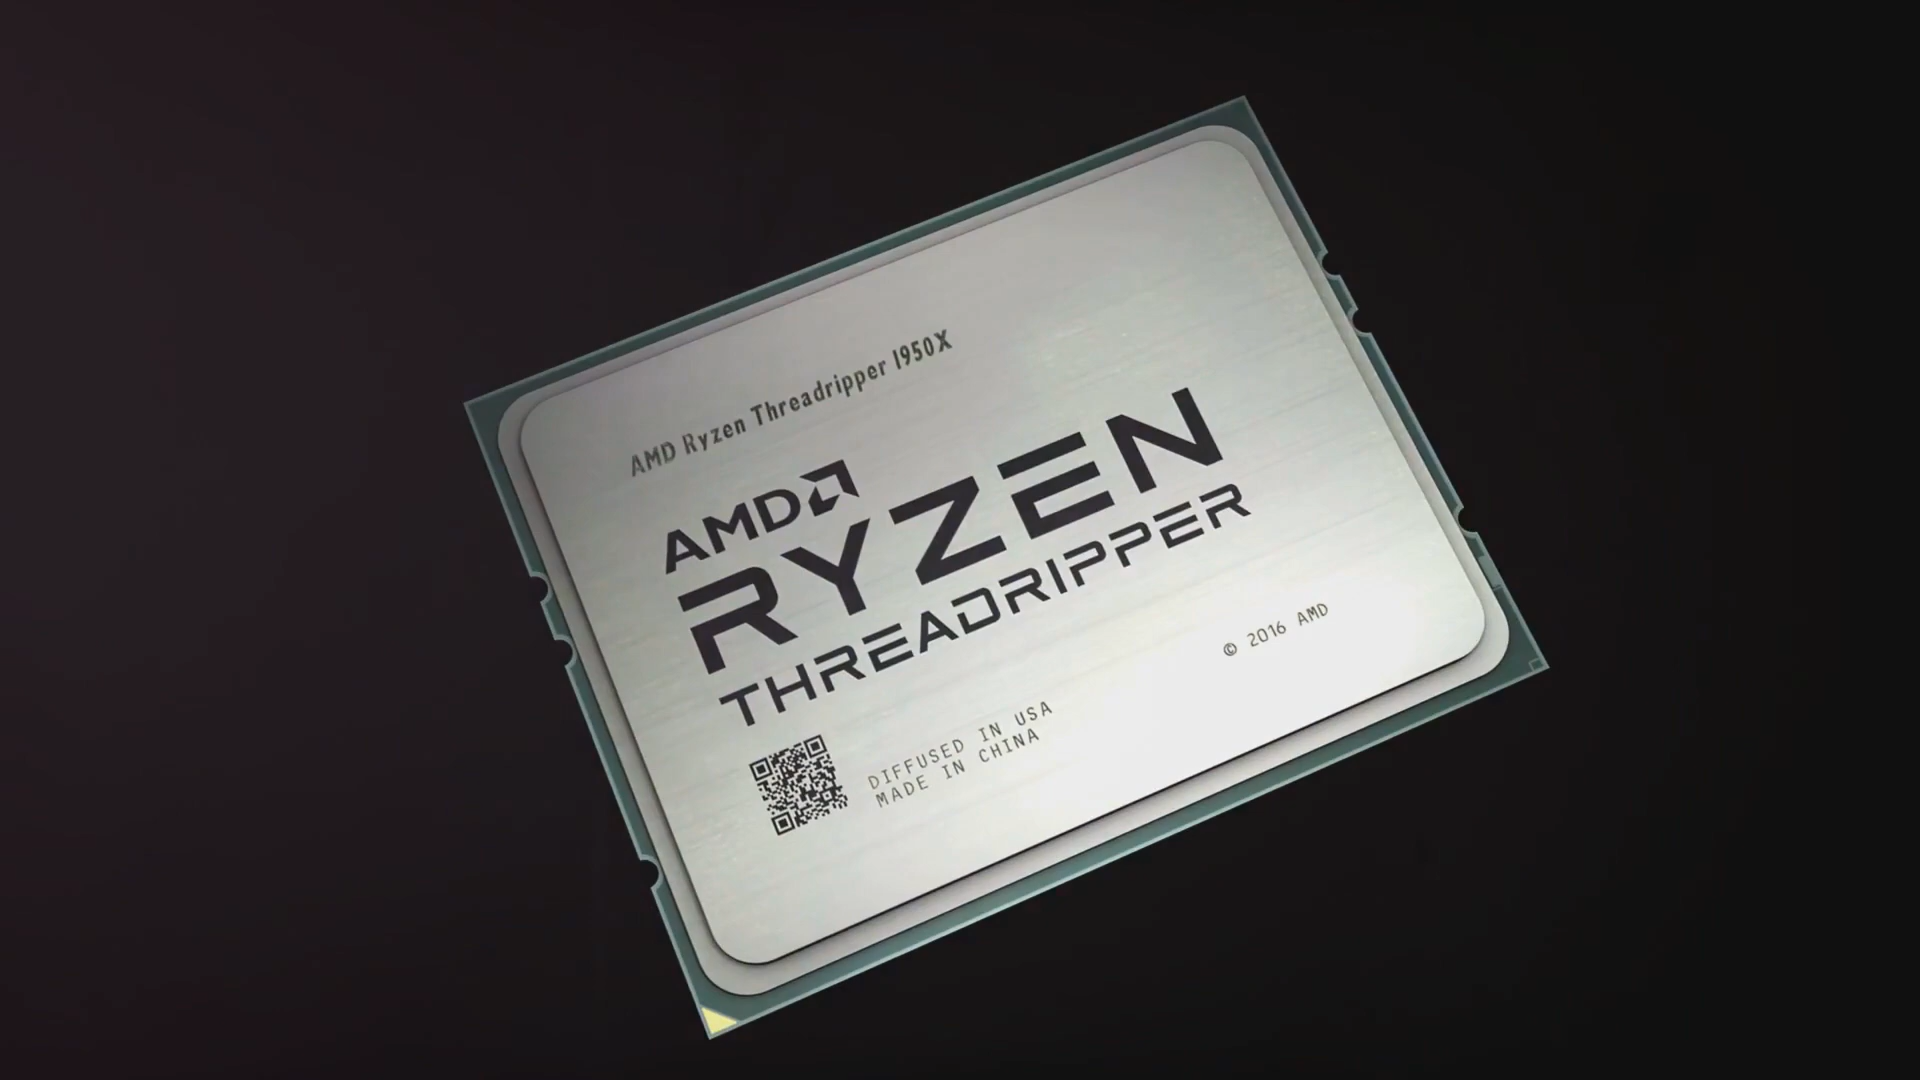 AMD Ryzen Threadripper 1950X
AMD
RYZEN
THREADRIPPER
© 2016 AMD
DIFFUSED IN USA
MADE IN CHINA